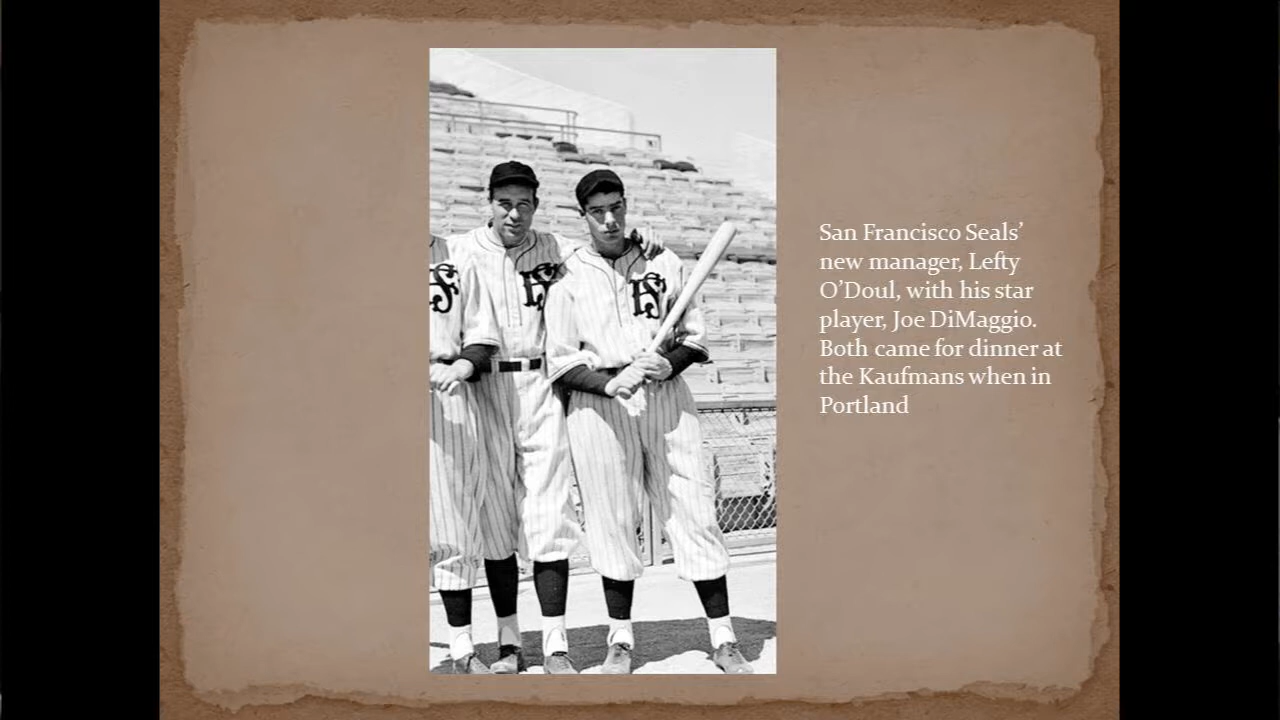 San Francisco Seals’
new manager, Lefty
O’Doul, with his star
player, Joe DiMaggio.
Both came for dinner at
the Kaufmans when in
Portland